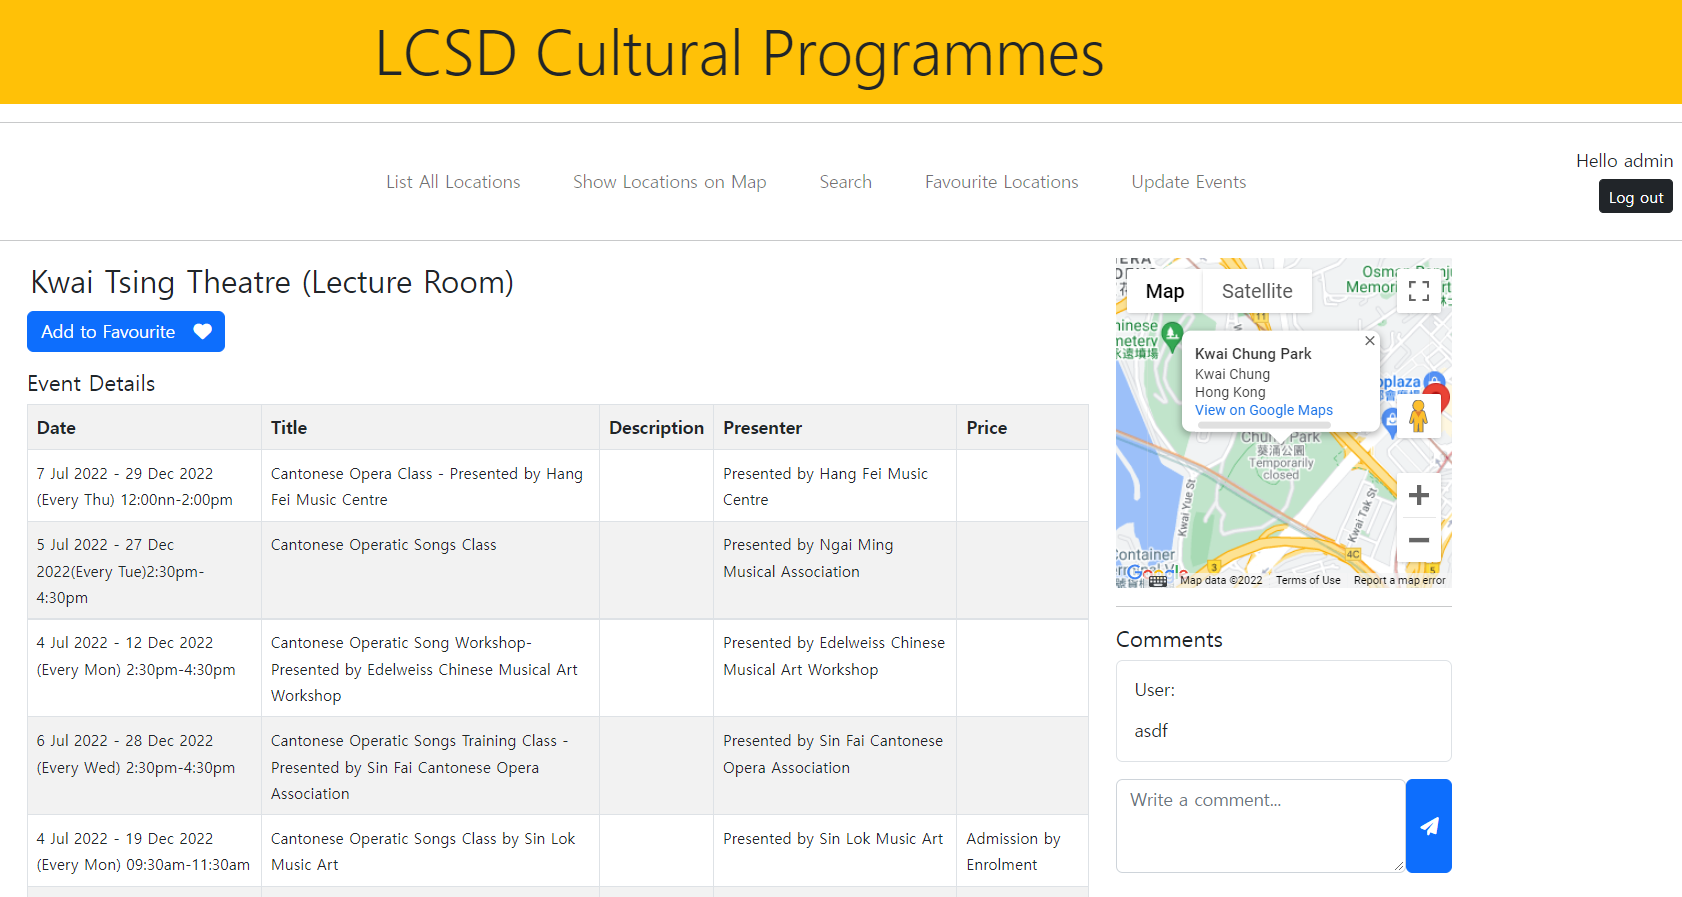 LCSD Cultural Programmes
List All Locations
Show Locations on Map
Search
Favourite Locations
Update Events
Hello admin
Log out
Kwai Tsing Theatre (Lecture Room)
Add to Favourite
Event Details
Date Title Description Presenter Price
7 Jul 2022 - 29 Dec 2022
(Every Thu) 12:00nn-2:00pm
Cantonese Opera Class - Presented by Hang
Fei Music Centre
Presented by Hang Fei Music
Centre
5 Jul 2022 - 27 Dec
2022(Every Tue)2:30pm-
4:30pm
Cantonese Operatic Songs Class
Presented by Ngai Ming
Musical Association
4 Jul 2022 - 12 Dec 2022
(Every Mon) 2:30pm-4:30pm
Cantonese Operatic Song Workshop-
Presented by Edelweiss Chinese Musical Art
Workshop
Presented by Edelweiss Chinese
Musical Art Workshop
6 Jul 2022 - 28 Dec 2022
(Every Wed) 2:30pm-4:30pm
Cantonese Operatic Songs Training Class -
Presented by Sin Fai Cantonese Opera
Association
Presented by Sin Fai Cantonese
Opera Association
4 Jul 2022 - 19 Dec 2022
(Every Mon) 09:30am-11:30am
Cantonese Operatic Songs Class by Sin Lok
Music Art
Presented by Sin Lok Music Art
Admission by
Enrolment
Map
Satellite
11
Kwai Chung Park
Kwai Chung
Hong Kong
View on Google Maps
Park
葵涌公園
Temporarily
closed
Kwai Yue St
Kwai Tak St
4C
3
5
Container
Google
Map data ©2022
Terms of Use
Report a map error
Comments
User:
asdf
Write a comment...